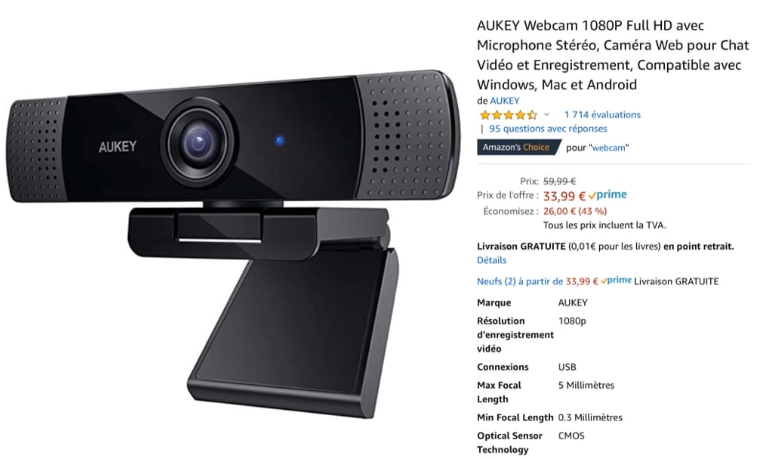 AUKEY
AUKEY Webcam 1080P Full HD avec
Microphone Stéréo, Caméra Web pour Chat
Vidéo et Enregistrement, Compatible avec
Windows, Mac et Android
de AUKEY
1 714 évaluations
| 95 questions avec réponses
Amazon's Choice pour "webcam"
Prix: 59,99 €
Prix de l'offre : 33,99 € prime
Économisez : 26,00 € (43 %)
Tous les prix incluent la TVA.
Livraison GRATUITE (0,01€ pour les livres) en point retrait.
Détails
Neufs (2) à partir de 33,99 € prime Livraison GRATUITE
Marque AUKEY
Résolution 1080p
d'enregistrement
vidéo
Connexions USB
Max Focal 5 Millimètres
Length
Min Focal Length 0.3 Millimètres
Optical Sensor CMOS
Technology